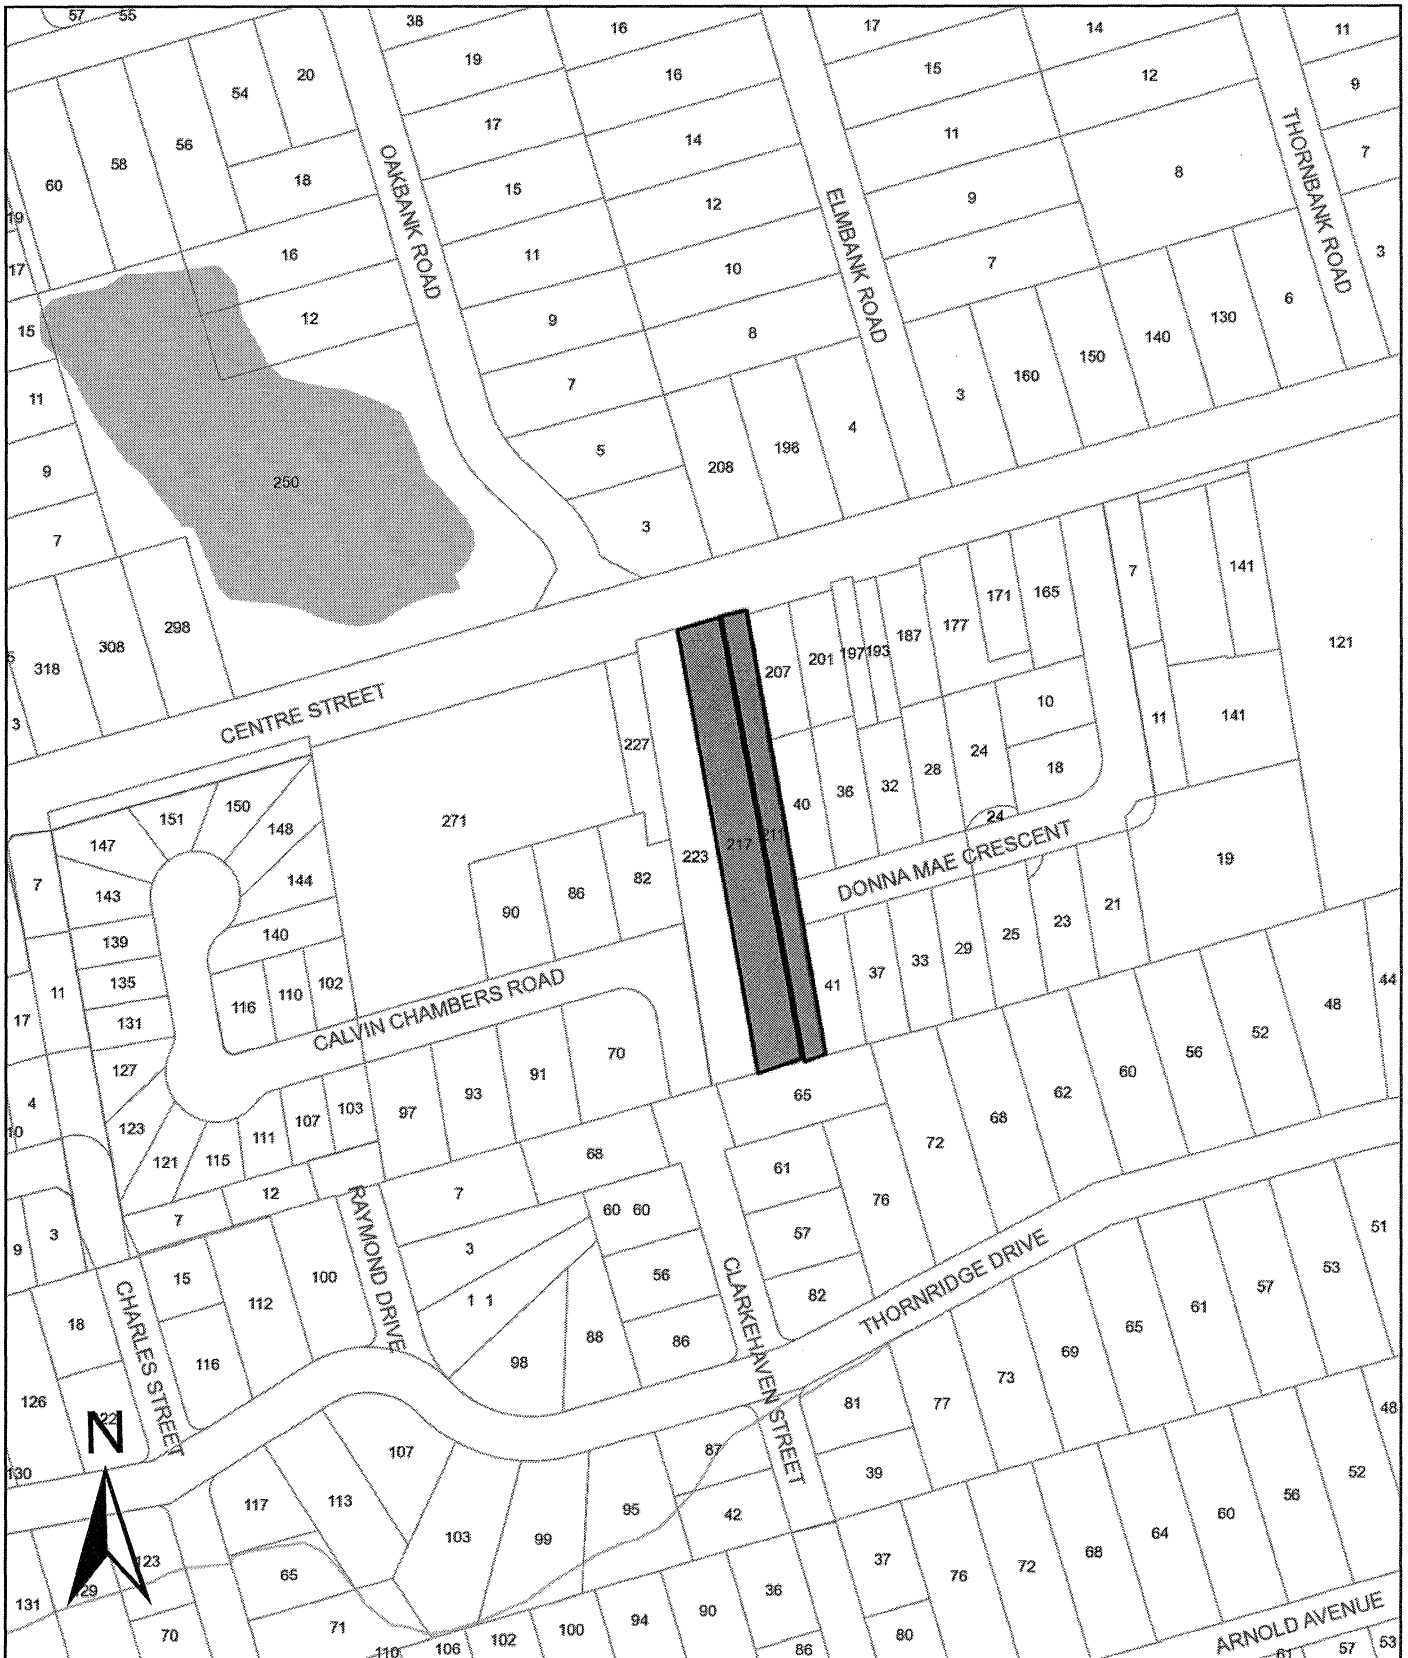 57 55 38 16 17 14 11
20 19 16 15 12 9
54 17 14 11 THORNBANK ROAD 7
56 58 60 18 OAKBANK ROAD 15 12 ELMBANK ROAD 9 8
19 16 11 10 7 3
17 12 9 8 6
15 7 130
11 3 160 150 140
9 250 5 208 196 4
7 3
318 308 298 7 141
5 177 171 165
3 207 201 197 193 187 121
CENTRE STREET 227 10 11 141
24
40 36 32 28 18
150 151 148 271 24
147 223 217 211 DONNA MAE CRESCENT 19
7 143 144 90 86 82
139 140 41 37 33 29 25 23 21
11 135 116 110 102 CALVIN CHAMBERS ROAD 48 44
17 131 52
127 70 56
4 91 60
10 123 107 103 97 93 65 62
111 72 68
121 115 68 61
12 7 76
3 7 RAYMOND DRIVE 60 60
9 3 57 51
15 100 56 CLARKEHAVEN STREET 82 THORNRIDGE DRIVE 53
18 CHARLES STREET 112 1 1 57
88 86 61
116 98 65
126 69
22 73
N 81 77 48
130 107 87
117 113 95 39 52
103 99 42 56
123 60
65 37 64
129 68
131 36 76 72
70 71 100 94 90 ARNOLD AVENUE
110 106 102 86 80 61 57 53